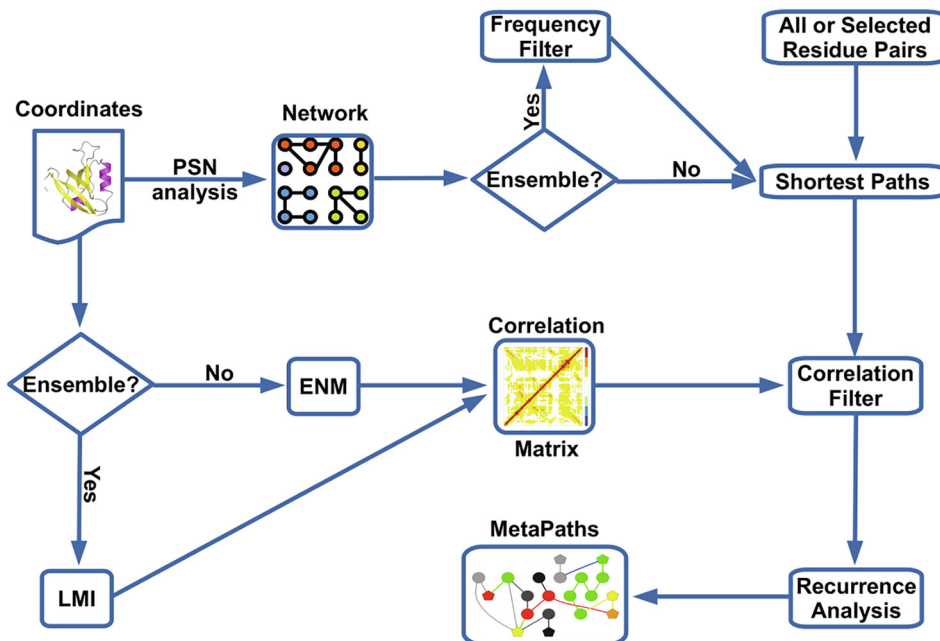 Frequency
Filter
All or Selected
Residue Pairs
Coordinates
Network
Yes
PSN
analysis
Ensemble?
No
Shortest Paths
Correlation
Ensemble?
No
ENM
Correlation
Filter
Matrix
Yes
MetaPaths
LMI
Recurrence
Analysis